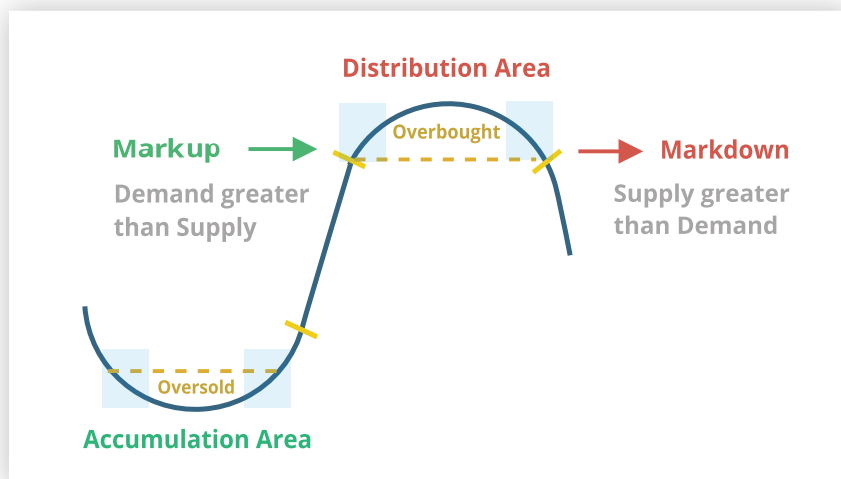 Distribution Area
Overbought
Markup
Markdown
Demand greater
than Supply
Supply greater
than Demand
Oversold
Accumulation Area